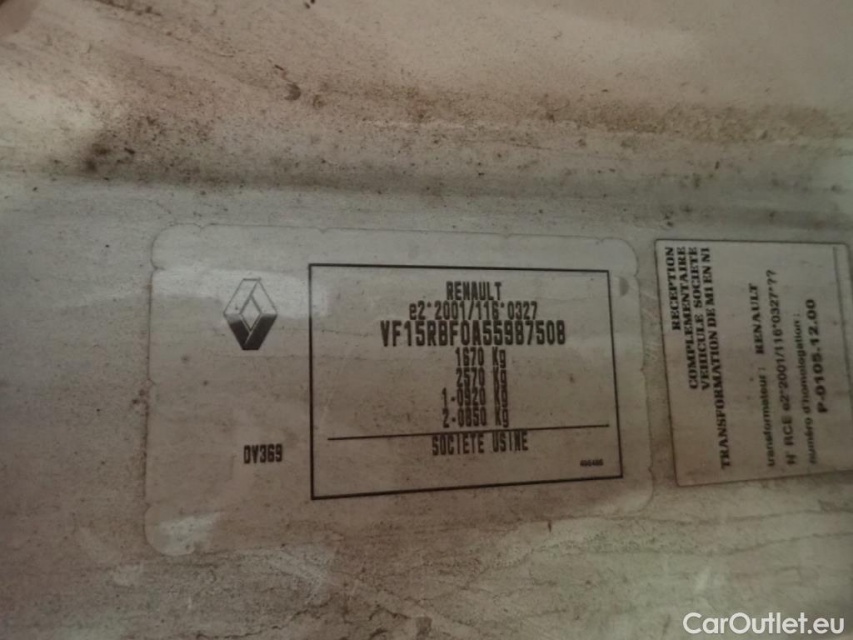 RENAULT
e2*2001/116*0327
VF15RBF0A55987508
1670 Kg
2570 Kg
1-0920 Kg
2-0850 Kg
SOCIETE USINE
DV369
RECEPTION
COMPLEMENTAIRE
VEHICULE SOCIETE
TRANSFORMATION DE M1 EN N1
transformateur : RENAULT
N° RCE e2*2001/116*0327*??
numéro d'homologation :
P-0105.12.00
CarOutlet.eu